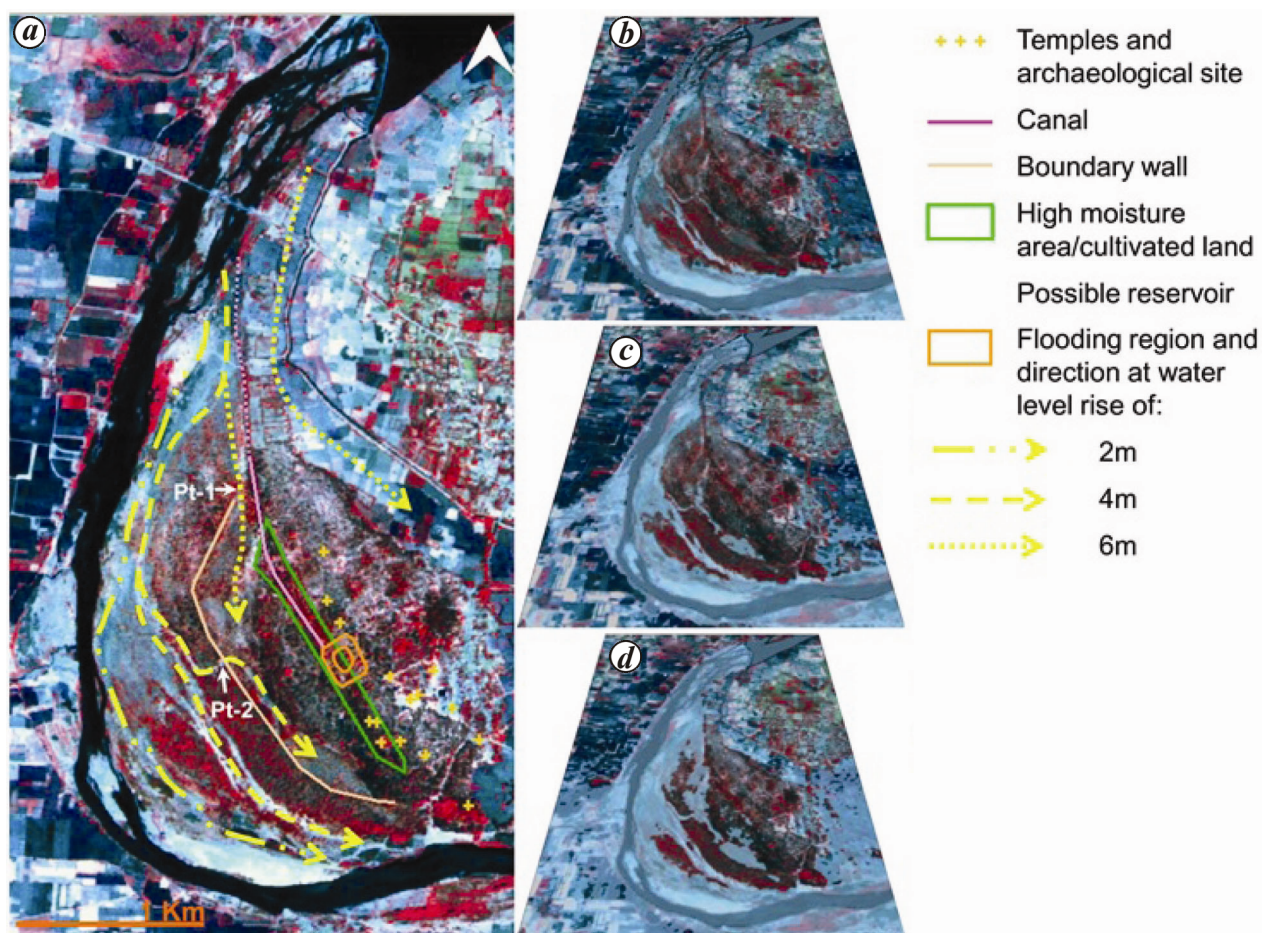 a
Pt-1
Pt-2
1 Km
b
c
d
Temples and
archaeological site
Canal
Boundary wall
High moisture
area/cultivated land
Possible reservoir
Flooding region and
direction at water
level rise of:
2m
4m
6m